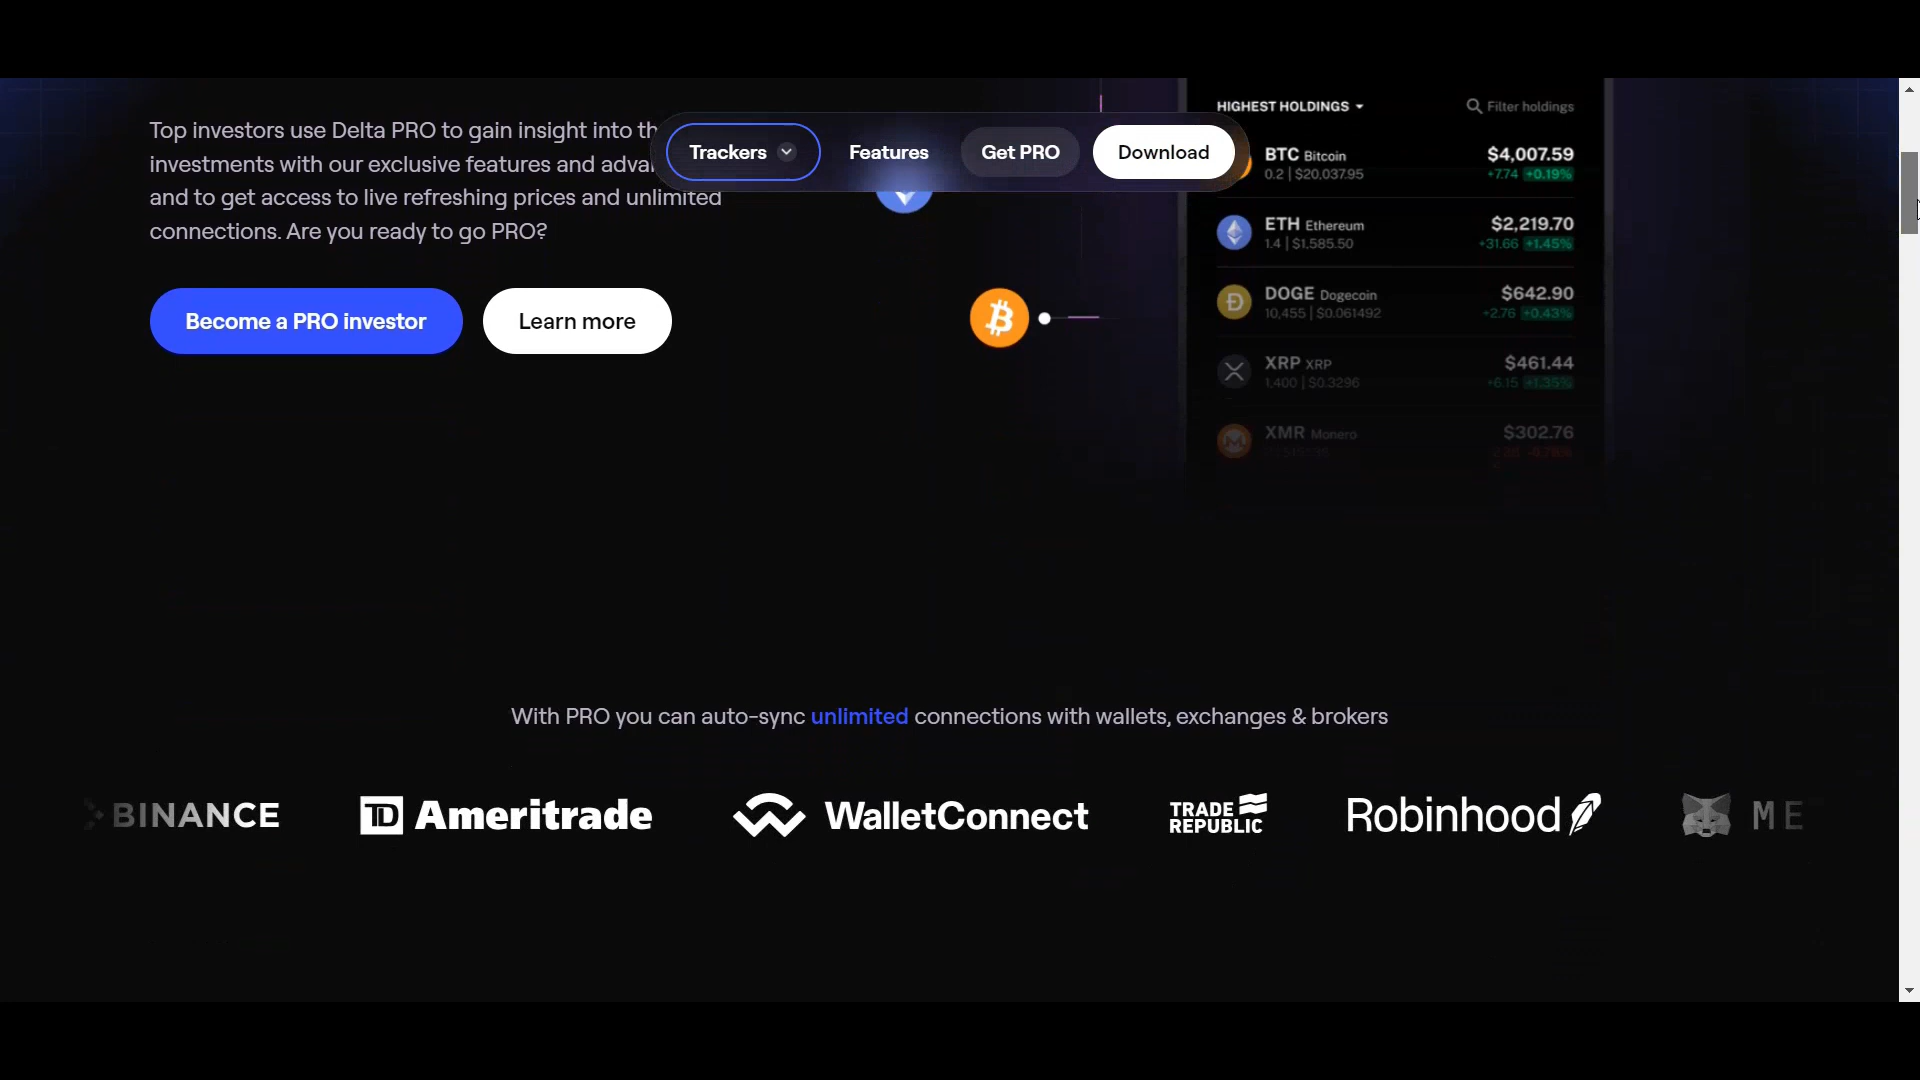 Trackers
Features
Get PRO
Download
Top investors use Delta PRO to gain insight into th
investments with our exclusive features and adva
and to get access to live refreshing prices and unlimited
connections. Are you ready to go PRO?
Become a PRO investor
Learn more
HIGHEST HOLDINGS
Filter holdings
BTC Bitcoin $4,007.59
0.2 | $20,037.95 +7.74 +0.19%
ETH Ethereum $2,219.70
1.4 | $1,585.50 +31.66 +1.45%
DOGE Dogecoin $642.90
10,455 | $0.061492 +2.76 +0.43%
XRP XRP $461.44
1,400 | $0.3296 +6.15 +1.35%
XMR Monero $302.76
-0.76%
With PRO you can auto-sync unlimited connections with wallets, exchanges & brokers
BINANCE
TD Ameritrade
WalletConnect
TRADE
REPUBLIC
Robinhood
ME